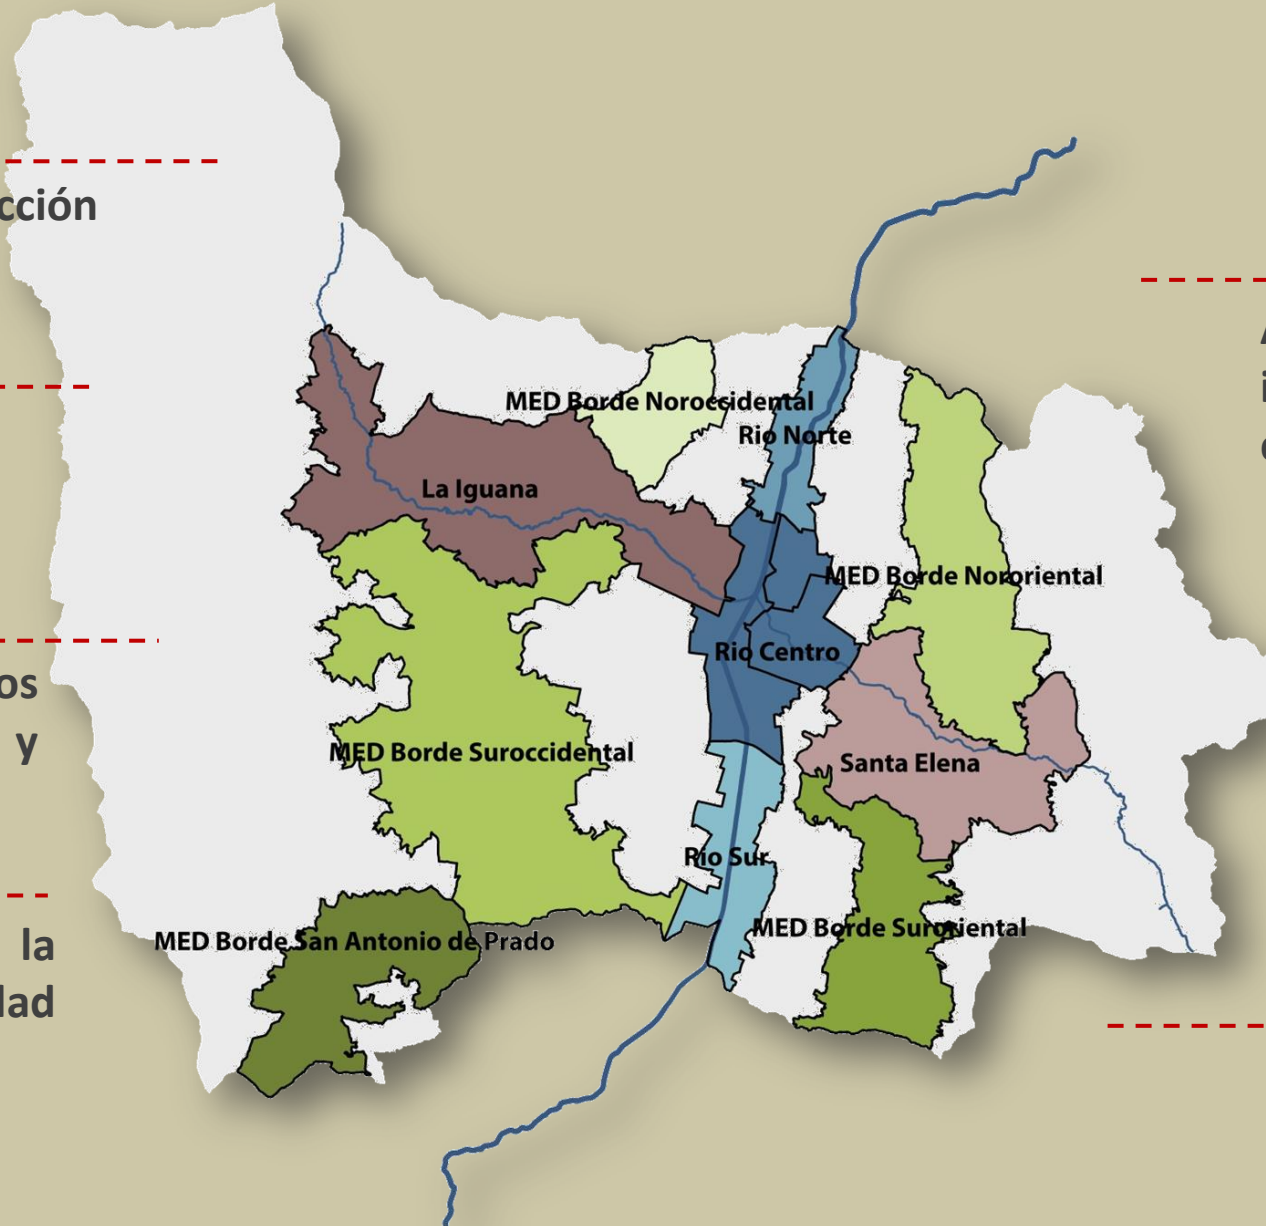 cción
MED Borde Noroccidental
Rio Norte
La Iguana
MED Borde Nororiental
Rio Centro
os
y
MED Borde Suroccidental
Santa Elena
Rio Sur
MED Borde Suroriental
MED Borde San Antonio de Prado
la
dad